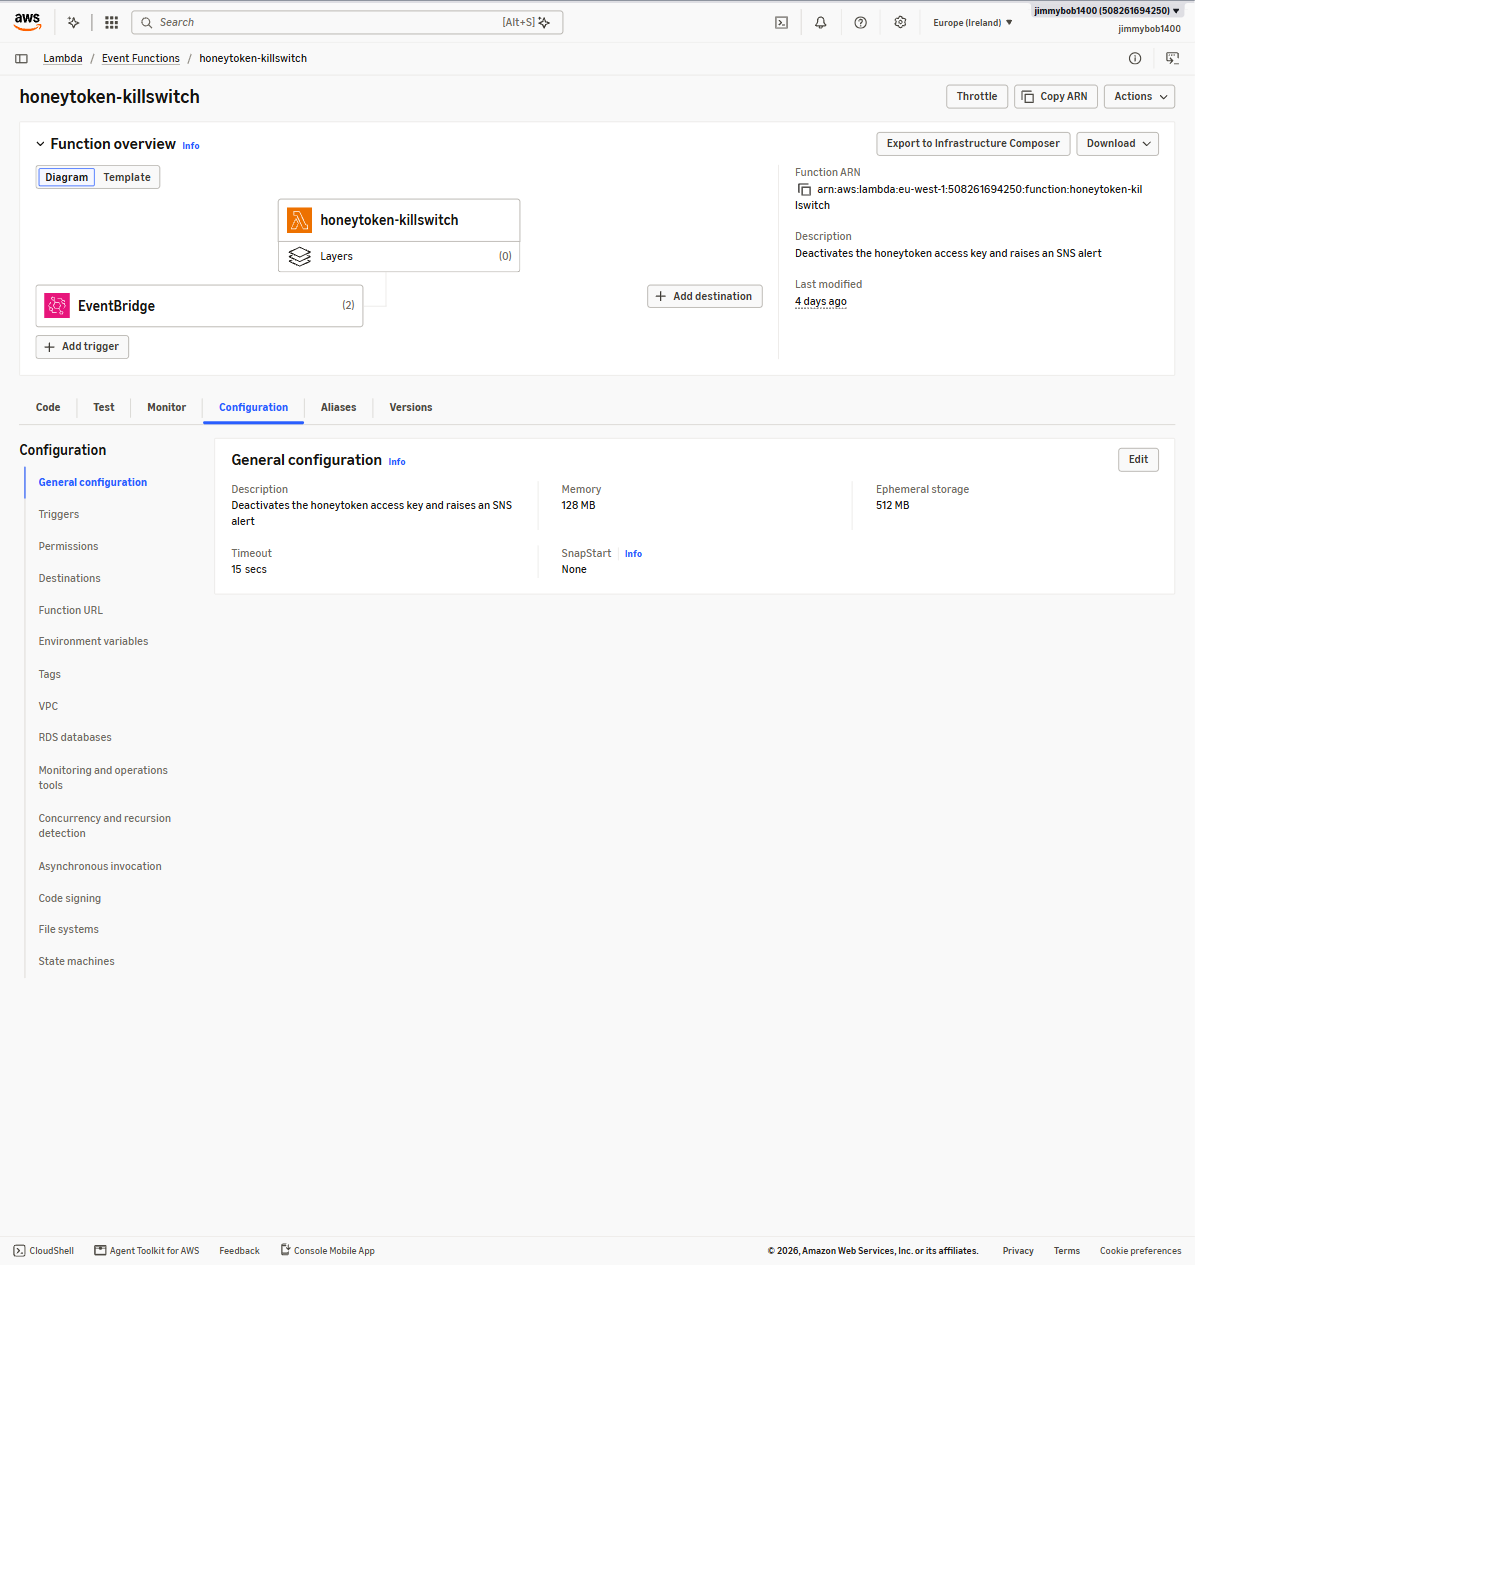 aws
Search
[Alt+S]
Europe (Ireland)
jimmybob1400 (508261694250)
jimmybob1400
Lambda / Event Functions / honeytoken-killswitch
honeytoken-killswitch
Throttle
Copy ARN
Actions
Function overview Info
Export to Infrastructure Composer
Download
Diagram
Template
honeytoken-killswitch
Layers (0)
EventBridge (2)
Add trigger
Add destination
Function ARN
arn:aws:lambda:eu-west-1:508261694250:function:honeytoken-kil
lswitch
Description
Deactivates the honeytoken access key and raises an SNS alert
Last modified
4 days ago
Code
Test
Monitor
Configuration
Aliases
Versions
Configuration
General configuration
Triggers
Permissions
Destinations
Function URL
Environment variables
Tags
VPC
RDS databases
Monitoring and operations
tools
Concurrency and recursion
detection
Asynchronous invocation
Code signing
File systems
State machines
General configuration Info
Edit
Description
Deactivates the honeytoken access key and raises an SNS
alert
Memory
128 MB
Ephemeral storage
512 MB
Timeout
15 secs
SnapStart Info
None
CloudShell
Agent Toolkit for AWS
Feedback
Console Mobile App
© 2026, Amazon Web Services, Inc. or its affiliates.
Privacy
Terms
Cookie preferences